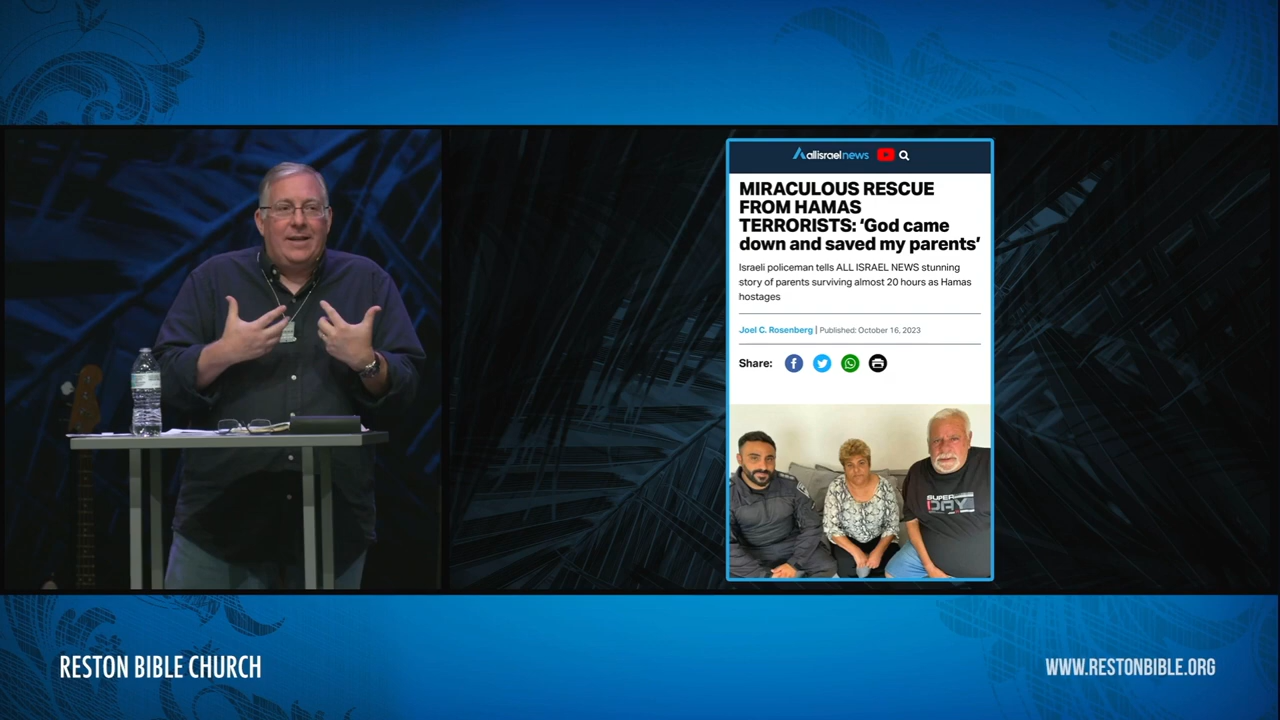 allisraelnews
MIRACULOUS RESCUE
FROM HAMAS
TERRORISTS: ‘God came
down and saved my parents’
Israeli policeman tells ALL ISRAEL NEWS stunning
story of parents surviving almost 20 hours as Hamas
hostages
Joel C. Rosenberg | Published: October 16, 2023
Share:
SUPER
DAY
RESTON BIBLE CHURCH
WWW.RESTONBIBLE.ORG